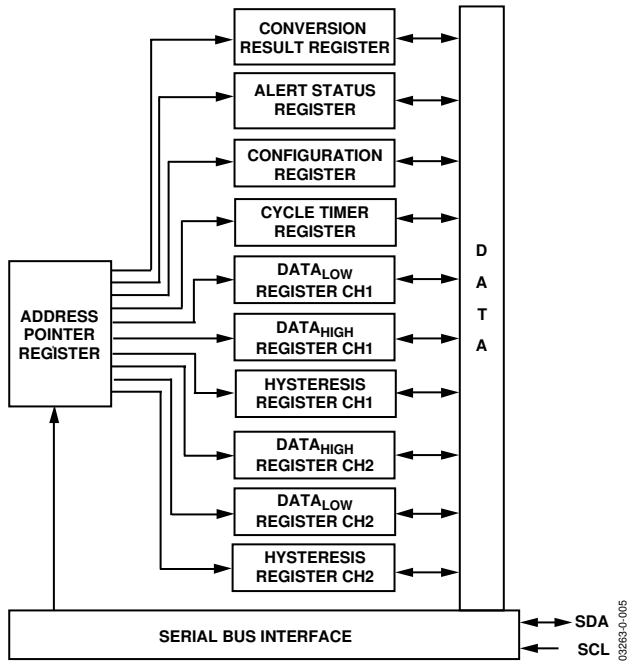 CONVERSION
RESULT REGISTER
ALERT STATUS
REGISTER
CONFIGURATION
REGISTER
CYCLE TIMER
REGISTER
DATALOW
REGISTER CH1
DATAHIGH
REGISTER CH1
HYSTERESIS
REGISTER CH1
DATAHIGH
REGISTER CH2
DATALOW
REGISTER CH2
HYSTERESIS
REGISTER CH2
ADDRESS
POINTER
REGISTER
D
A
T
A
SERIAL BUS INTERFACE
SDA
SCL
03263-0-005